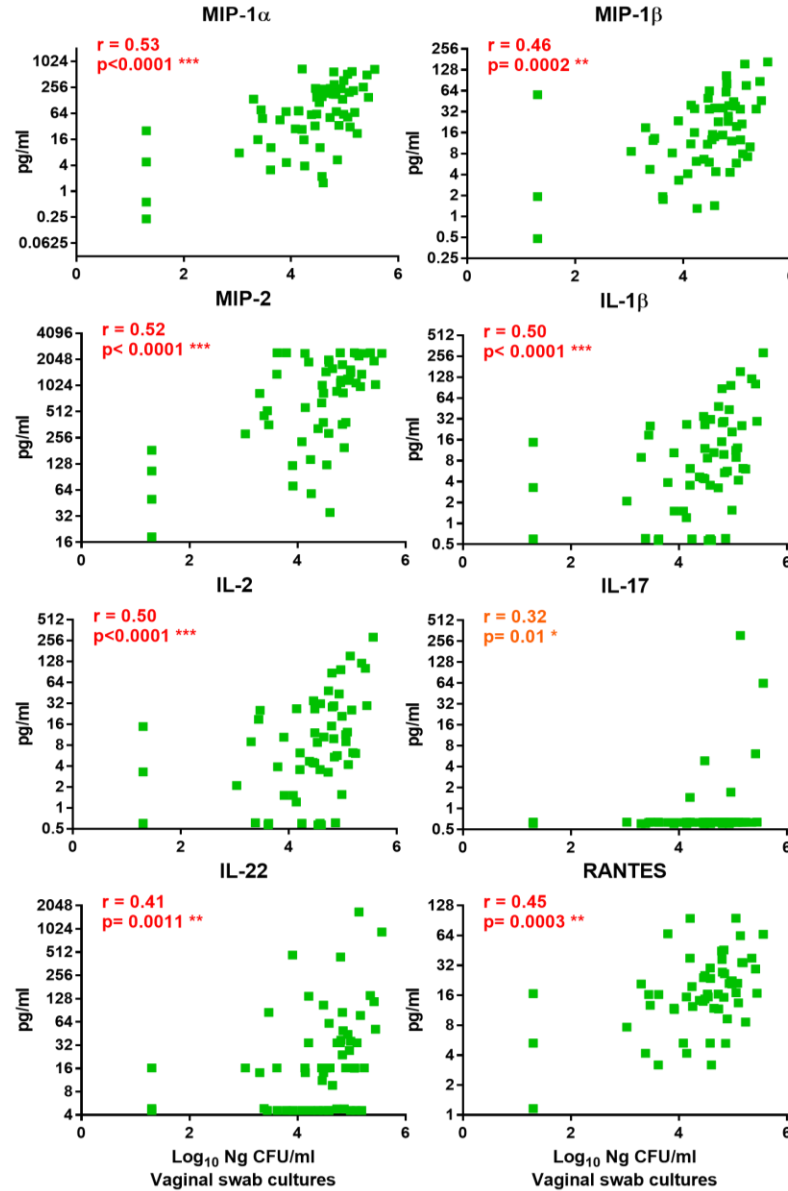 MIP-1α
r = 0.53
p<0.0001 ***
pg/ml
1024
256
64
16
4
1
0.25
0.0625
0 2 4 6
MIP-1β
r = 0.46
p= 0.0002 **
pg/ml
256
128
64
32
16
8
4
2
1
0.5
0.25
0 2 4 6
MIP-2
r = 0.52
p< 0.0001 ***
pg/ml
4096
2048
1024
512
256
128
64
32
16
0 2 4 6
IL-1β
r = 0.50
p< 0.0001 ***
pg/ml
512
256
128
64
32
16
8
4
2
1
0.5
0 2 4 6
IL-2
r = 0.50
p<0.0001 ***
pg/ml
512
256
128
64
32
16
8
4
2
1
0.5
0 2 4 6
IL-17
r = 0.32
p= 0.01 *
pg/ml
512
256
128
64
32
16
8
4
2
1
0.5
0 2 4 6
IL-22
r = 0.41
p= 0.0011 **
pg/ml
2048
1024
512
256
128
64
32
16
8
4
0 2 4 6
Log₁₀ Ng CFU/ml
Vaginal swab cultures
RANTES
r = 0.45
p= 0.0003 **
pg/ml
128
64
32
16
8
4
2
1
0 2 4 6
Log₁₀ Ng CFU/ml
Vaginal swab cultures